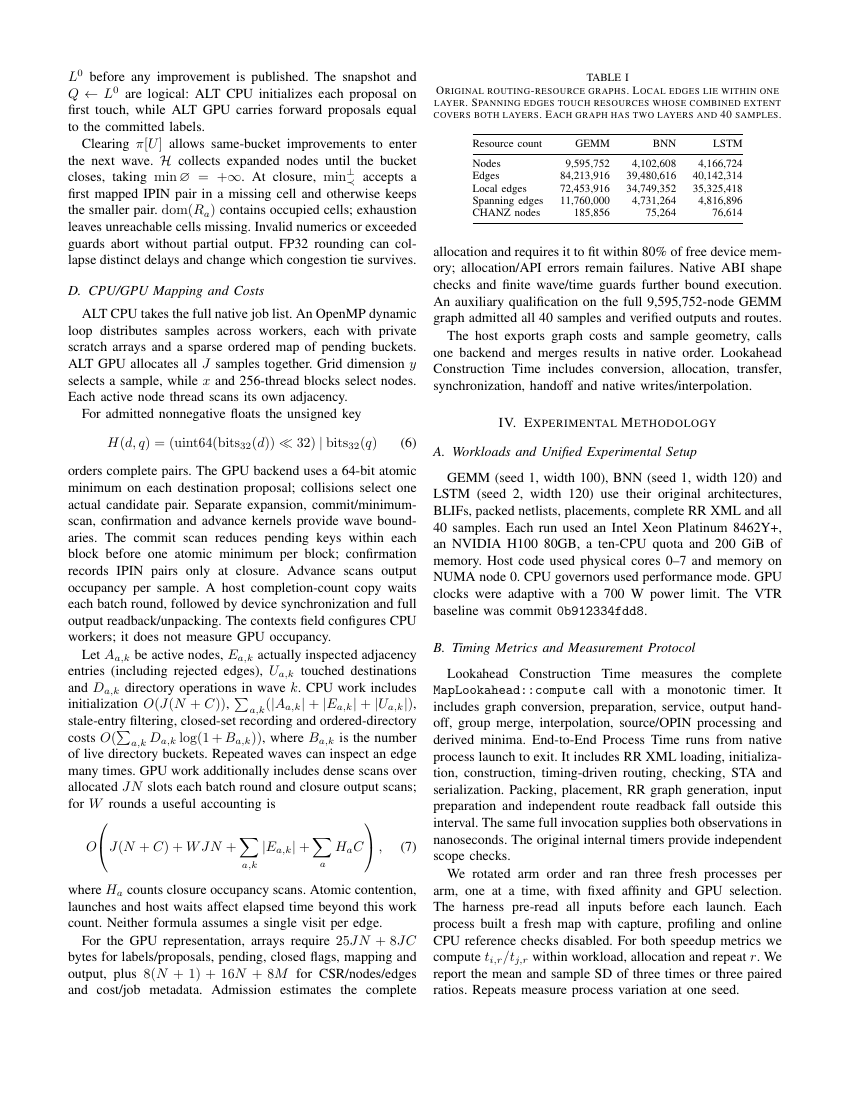 L⁰ before any improvement is published. The snapshot and
Q ← L⁰ are logical: ALT CPU initializes each proposal on
first touch, while ALT GPU carries forward proposals equal
to the committed labels.
Clearing π[U] allows same-bucket improvements to enter
the next wave. ℋ collects expanded nodes until the bucket
closes, taking min ∅ = +∞. At closure, min⊥≺ accepts a
first mapped IPIN pair in a missing cell and otherwise keeps
the smaller pair. dom(Rₐ) contains occupied cells; exhaustion
leaves unreachable cells missing. Invalid numerics or exceeded
guards abort without partial output. FP32 rounding can col-
lapse distinct delays and change which congestion tie survives.
D. CPU/GPU Mapping and Costs
ALT CPU takes the full native job list. An OpenMP dynamic
loop distributes samples across workers, each with private
scratch arrays and a sparse ordered map of pending buckets.
ALT GPU allocates all J samples together. Grid dimension y
selects a sample, while x and 256-thread blocks select nodes.
Each active node thread scans its own adjacency.
For admitted nonnegative floats the unsigned key
H(d, q) = (uint64(bits₃₂(d)) ≪ 32) | bits₃₂(q) (6)
orders complete pairs. The GPU backend uses a 64-bit atomic
minimum on each destination proposal; collisions select one
actual candidate pair. Separate expansion, commit/minimum-
scan, confirmation and advance kernels provide wave bound-
aries. The commit scan reduces pending keys within each
block before one atomic minimum per block; confirmation
records IPIN pairs only at closure. Advance scans output
occupancy per sample. A host completion-count copy waits
each batch round, followed by device synchronization and full
output readback/unpacking. The contexts field configures CPU
workers; it does not measure GPU occupancy.
Let A_{a,k} be active nodes, E_{a,k} actually inspected adjacency
entries (including rejected edges), U_{a,k} touched destinations
and D_{a,k} directory operations in wave k. CPU work includes
initialization O(J(N + C)), ∑_{a,k}(|A_{a,k}| + |E_{a,k}| + |U_{a,k}|),
stale-entry filtering, closed-set recording and ordered-directory
costs O(∑_{a,k} D_{a,k} log(1+B_{a,k})), where B_{a,k} is the number
of live directory buckets. Repeated waves can inspect an edge
many times. GPU work additionally includes dense scans over
allocated JN slots each batch round and closure output scans;
for W rounds a useful accounting is
O(J(N + C) + WJN + ∑_{a,k} |E_{a,k}| + ∑_a H_aC), (7)
where Hₐ counts closure occupancy scans. Atomic contention,
launches and host waits affect elapsed time beyond this work
count. Neither formula assumes a single visit per edge.
For the GPU representation, arrays require 25JN + 8JC
bytes for labels/proposals, pending, closed flags, mapping and
output, plus 8(N + 1) + 16N + 8M for CSR/nodes/edges
and cost/job metadata. Admission estimates the complete
TABLE I
ORIGINAL ROUTING-RESOURCE GRAPHS. LOCAL EDGES LIE WITHIN ONE
LAYER. SPANNING EDGES TOUCH RESOURCES WHOSE COMBINED EXTENT
COVERS BOTH LAYERS. EACH GRAPH HAS TWO LAYERS AND 40 SAMPLES.
Resource count GEMM BNN LSTM
Nodes 9,595,752 4,102,608 4,166,724
Edges 84,213,916 39,480,616 40,142,314
Local edges 72,453,916 34,749,352 35,325,418
Spanning edges 11,760,000 4,731,264 4,816,896
CHANZ nodes 185,856 75,264 76,614
allocation and requires it to fit within 80% of free device mem-
ory; allocation/API errors remain failures. Native ABI shape
checks and finite wave/time guards further bound execution.
An auxiliary qualification on the full 9,595,752-node GEMM
graph admitted all 40 samples and verified outputs and routes.
The host exports graph costs and sample geometry, calls
one backend and merges results in native order. Lookahead
Construction Time includes conversion, allocation, transfer,
synchronization, handoff and native writes/interpolation.
IV. EXPERIMENTAL METHODOLOGY
A. Workloads and Unified Experimental Setup
GEMM (seed 1, width 100), BNN (seed 1, width 120) and
LSTM (seed 2, width 120) use their original architectures,
BLIFs, packed netlists, placements, complete RR XML and all
40 samples. Each run used an Intel Xeon Platinum 8462Y+,
an NVIDIA H100 80GB, a ten-CPU quota and 200 GiB of
memory. Host code used physical cores 0–7 and memory on
NUMA node 0. CPU governors used performance mode. GPU
clocks were adaptive with a 700 W power limit. The VTR
baseline was commit 0b912334fdd8.
B. Timing Metrics and Measurement Protocol
Lookahead Construction Time measures the complete
MapLookahead::compute call with a monotonic timer. It
includes graph conversion, preparation, service, output hand-
off, group merge, interpolation, source/OPIN processing and
derived minima. End-to-End Process Time runs from native
process launch to exit. It includes RR XML loading, initializa-
tion, construction, timing-driven routing, checking, STA and
serialization. Packing, placement, RR graph generation, input
preparation and independent route readback fall outside this
interval. The same full invocation supplies both observations in
nanoseconds. The original internal timers provide independent
scope checks.
We rotated arm order and ran three fresh processes per
arm, one at a time, with fixed affinity and GPU selection.
The harness pre-read all inputs before each launch. Each
process built a fresh map with capture, profiling and online
CPU reference checks disabled. For both speedup metrics we
compute t_{i,r}/t_{j,r} within workload, allocation and repeat r. We
report the mean and sample SD of three times or three paired
ratios. Repeats measure process variation at one seed.